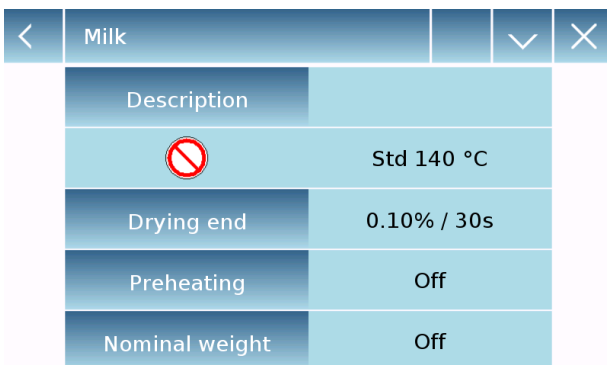 Milk
Description
Std 140 °C
Drying end 0.10% / 30s
Preheating Off
Nominal weight Off